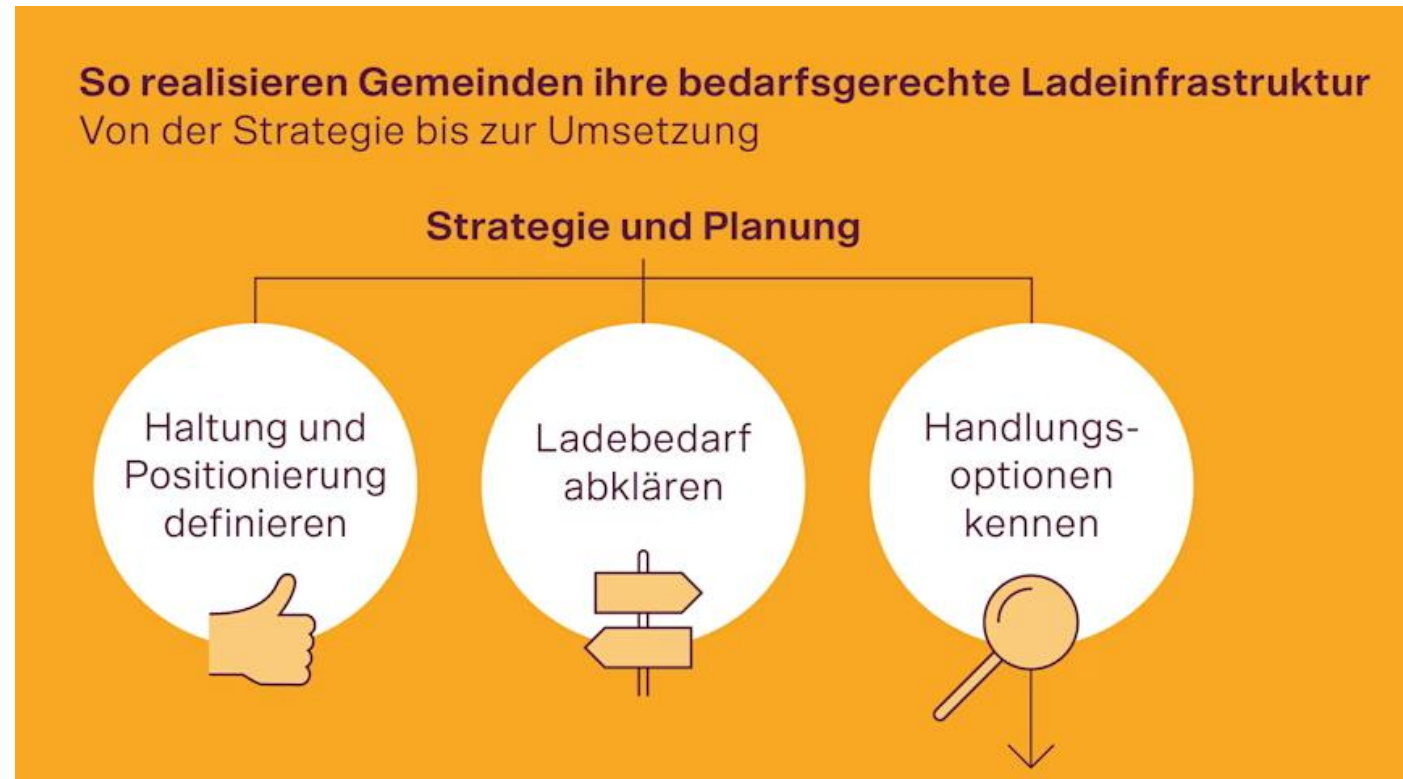 So realisieren Gemeinden ihre bedarfsgerechte Ladeinfrastruktur
Von der Strategie bis zur Umsetzung
Strategie und Planung
Haltung und
Positionierung
definieren
Ladebedarf
abklären
Handlungs-
optionen
kennen